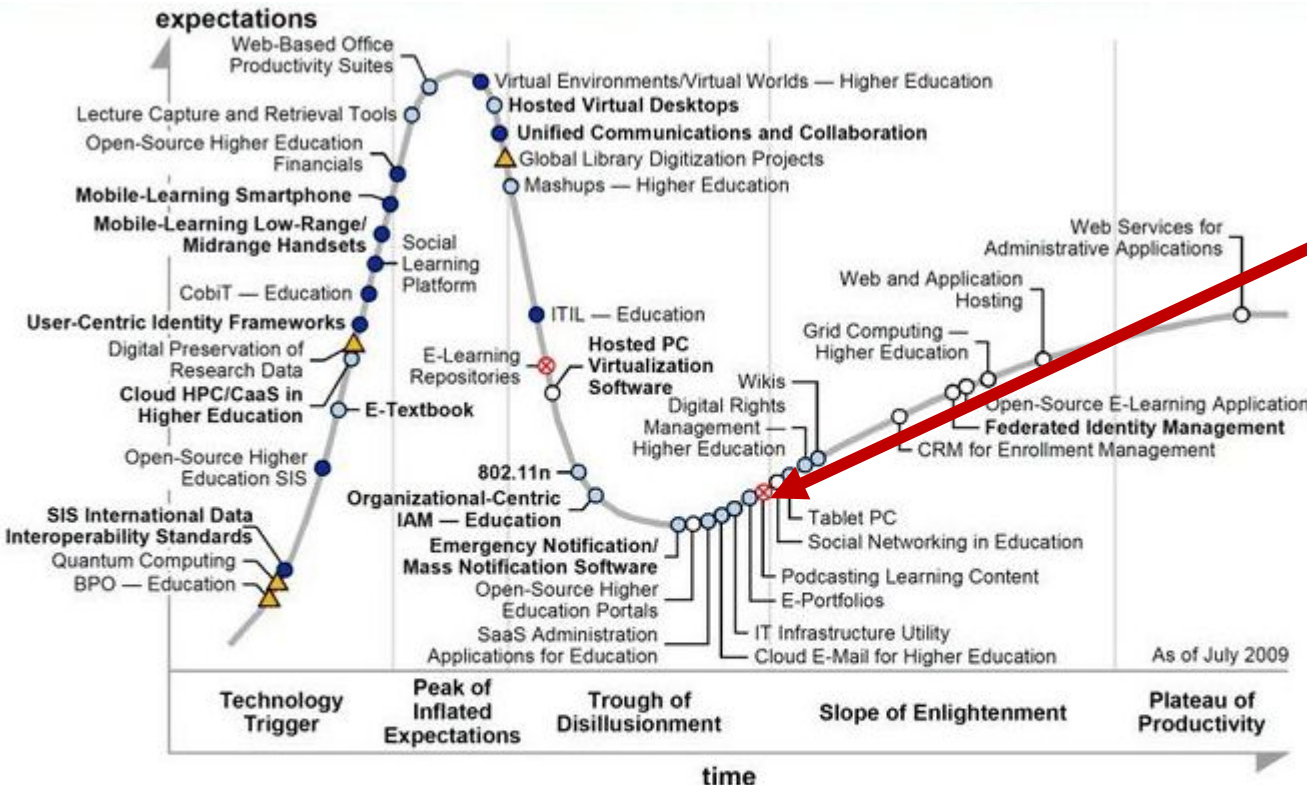 expectations
Web-Based Office
Productivity Suites
Lecture Capture and Retrieval Tools
Open-Source Higher Education
Financials
Mobile-Learning Smartphone
Mobile-Learning Low-Range/
Midrange Handsets
Social
Learning
Platform
CobiT — Education
User-Centric Identity Frameworks
Digital Preservation of
Research Data
Cloud HPC/CaaS in
Higher Education
E-Textbook
Open-Source Higher
Education SIS
SIS International Data
Interoperability Standards
Quantum Computing
BPO — Education
Virtual Environments/Virtual Worlds — Higher Education
Hosted Virtual Desktops
Unified Communications and Collaboration
Global Library Digitization Projects
Mashups — Higher Education
ITIL — Education
E-Learning
Repositories
Hosted PC
Virtualization
Software
802.11n
Organizational-Centric
IAM — Education
Emergency Notification/
Mass Notification Software
Open-Source Higher
Education Portals
SaaS Administration
Applications for Education
Wikis
Digital Rights
Management —
Higher Education
Tablet PC
Social Networking in Education
Podcasting Learning Content
E-Portfolios
IT Infrastructure Utility
Cloud E-Mail for Higher Education
Web Services for
Administrative Applications
Web and Application
Hosting
Grid Computing —
Higher Education
Open-Source E-Learning Application
Federated Identity Management
CRM for Enrollment Management
As of July 2009
Technology
Trigger
Peak of
Inflated
Expectations
Trough of
Disillusionment
Slope of Enlightenment
Plateau of
Productivity
time